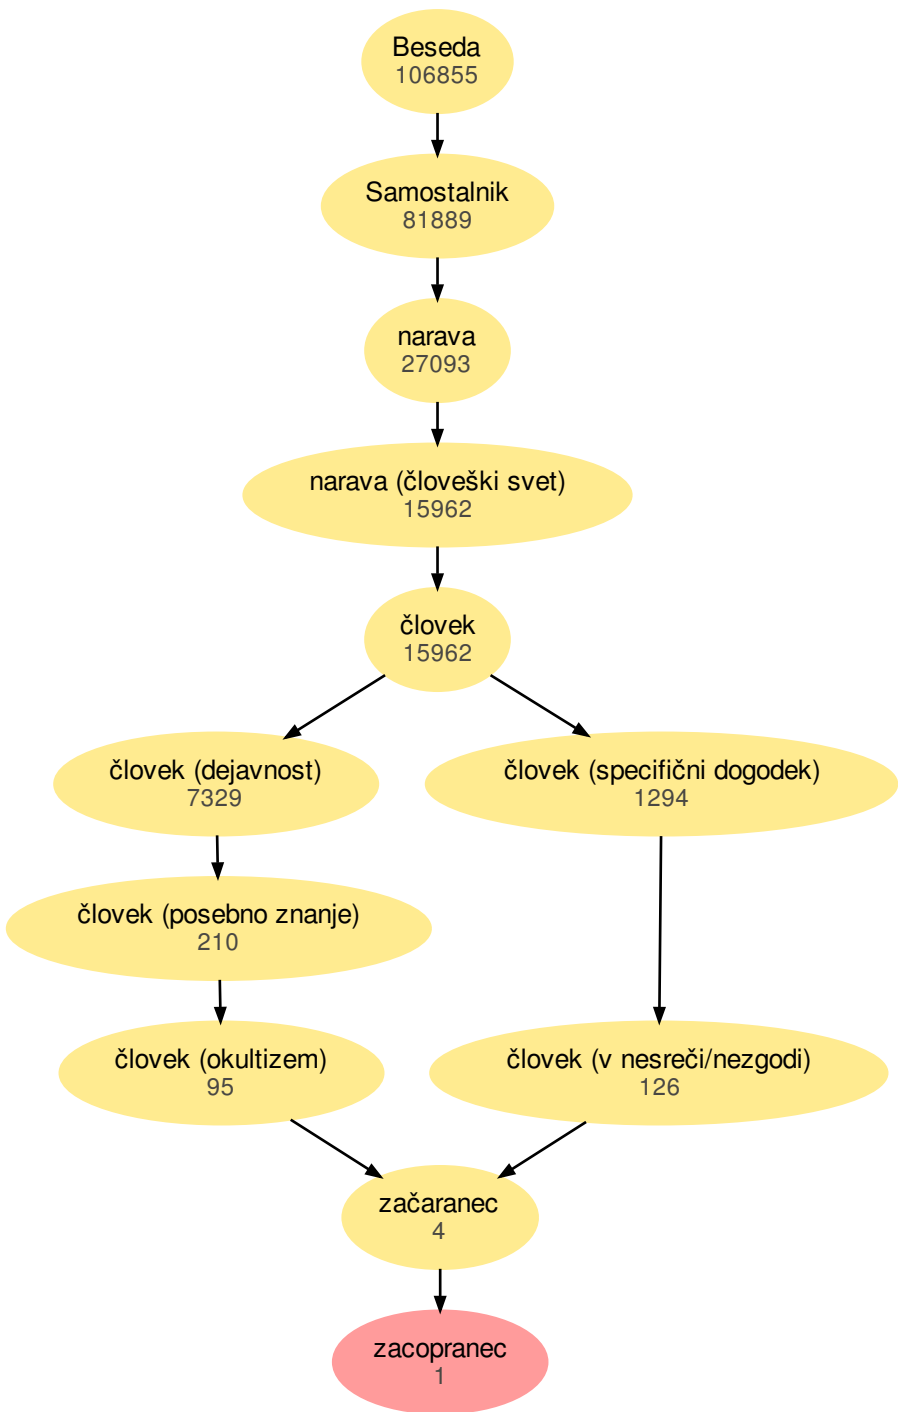 Beseda
106855
Samostalnik
81889
narava
27093
narava (človeški svet)
15962
človek
15962
človek (dejavnost)
7329
človek (specifični dogodek)
1294
človek (posebno znanje)
210
človek (okultizem)
95
človek (v nesreči/nezgodi)
126
začaranec
4
zacopranec
1